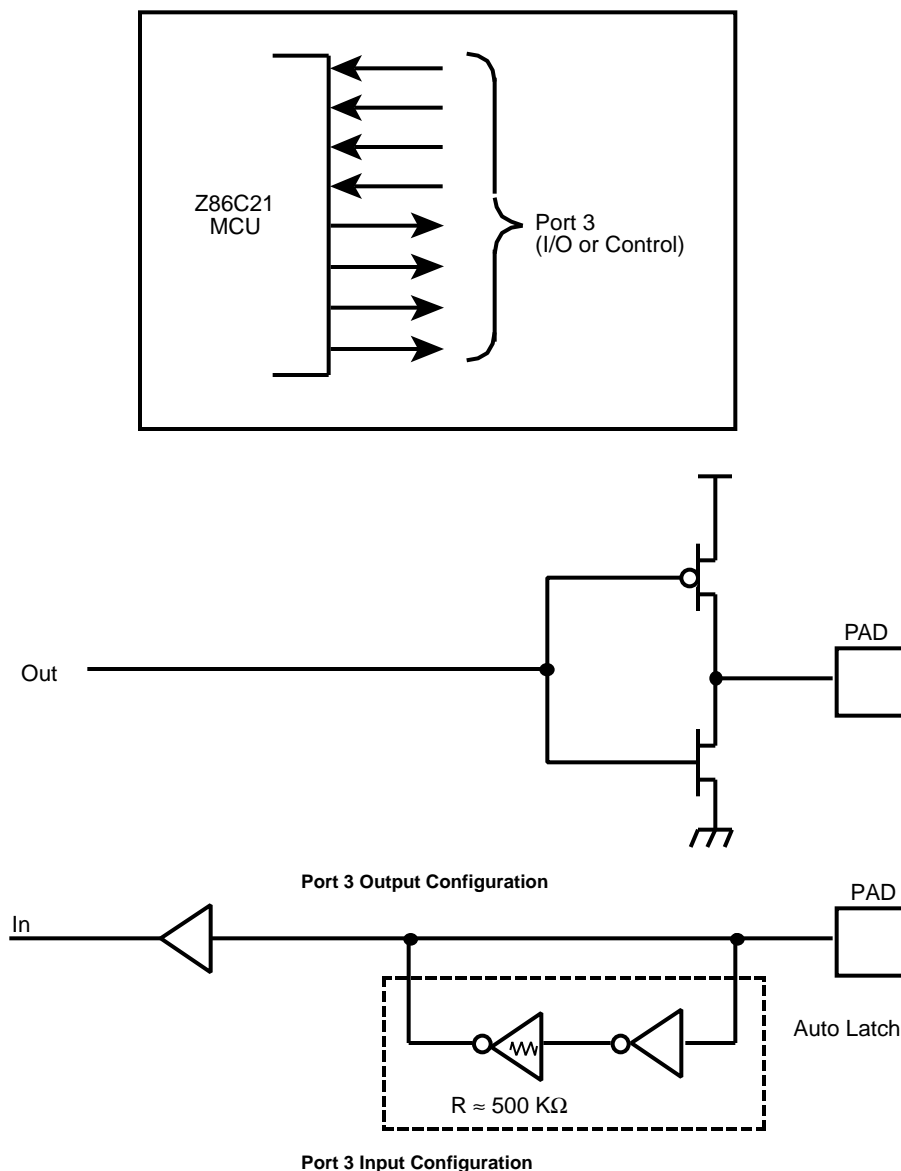 Z86C21
MCU
Port 3
(I/O or Control)
PAD
Out
Port 3 Output Configuration
In
PAD
Auto Latch
R ≈ 500 KΩ
Port 3 Input Configuration